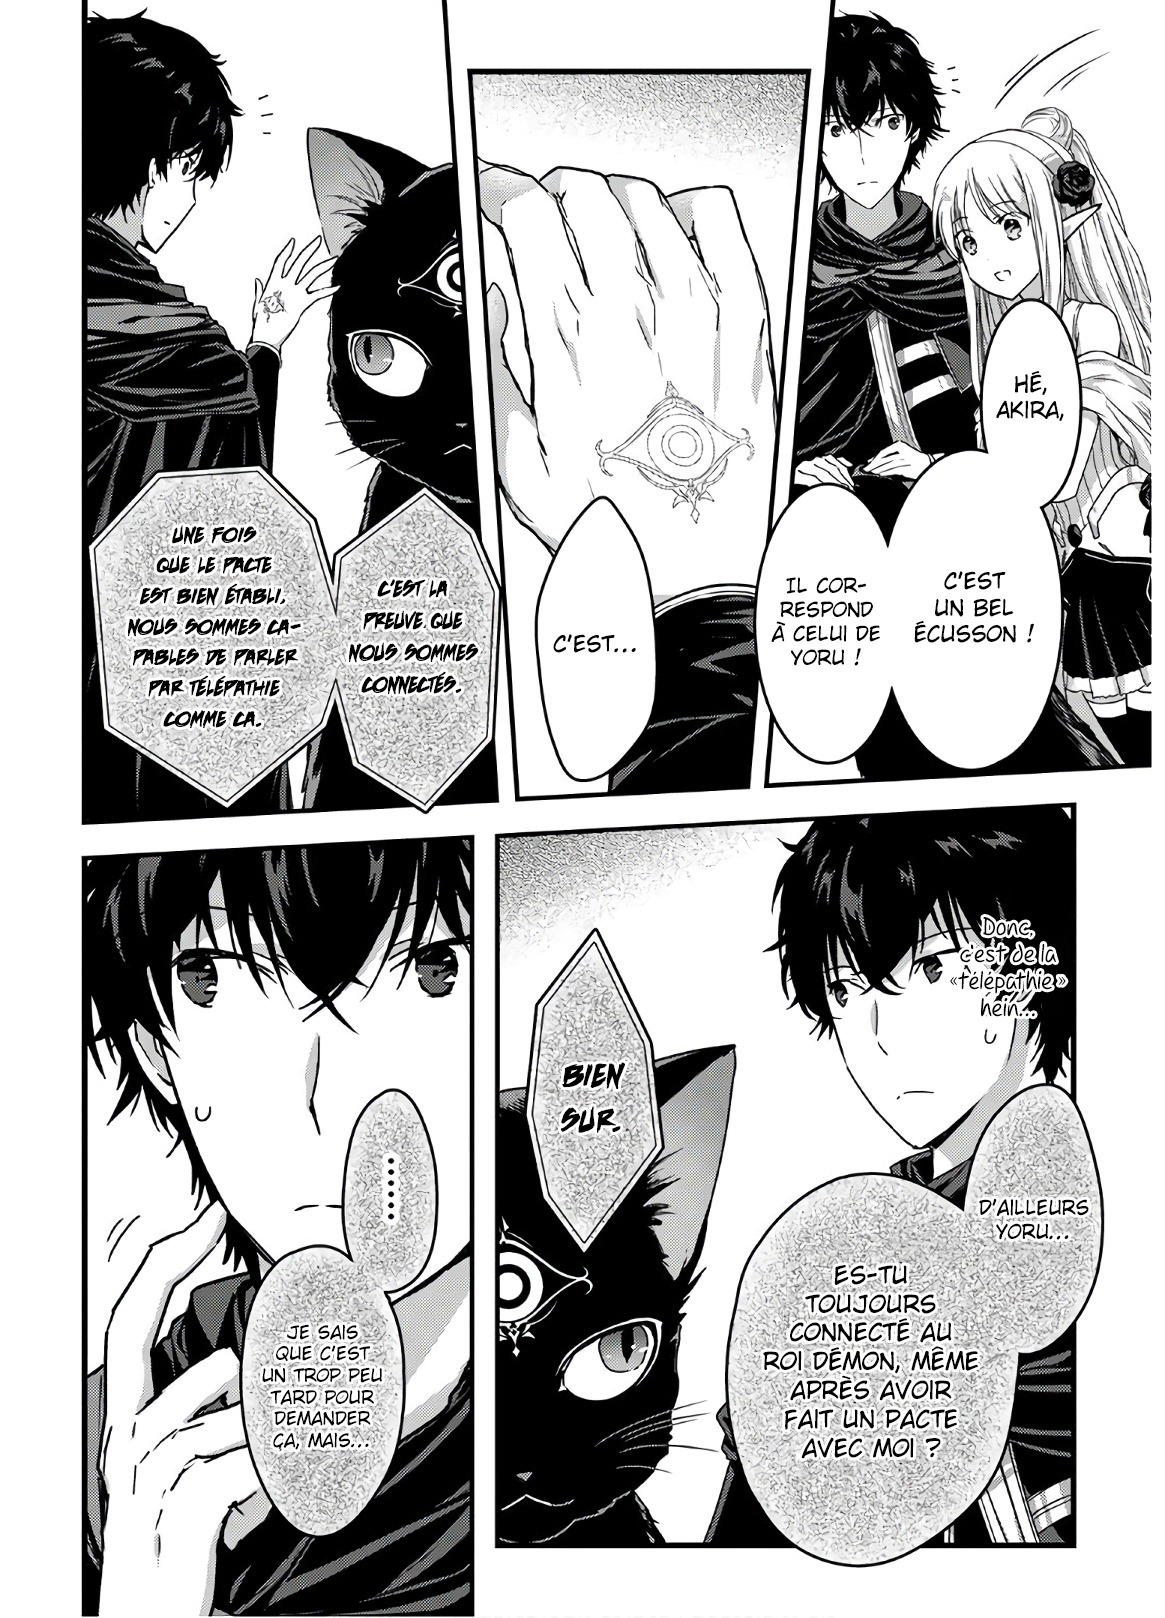 HÉ,
AKIRA,
C'EST
UN BEL
ÉCUSSON !
IL COR-
RESPOND
À CELUI DE
YORU !
C'EST...
C'EST LA
PREUVE QUE
NOUS SOMMES
CONNECTÉS.
UNE FOIS
QUE LE PACTE
EST BIEN ÉTABLI,
NOUS SOMMES CA-
PABLES DE PARLER
PAR TÉLÉPATHIE
COMME CA.
Donc,
c'est de la
«télépathie»
hein...
D'AILLEURS
YORU...
ES-TU
TOUJOURS
CONNECTÉ AU
ROI DÉMON, MÊME
APRÈS AVOIR
FAIT UN PACTE
AVEC MOI ?
BIEN
SUR.
......
JE SAIS
QUE C'EST
UN TROP PEU
TARD POUR
DEMANDER
ÇA, MAIS...